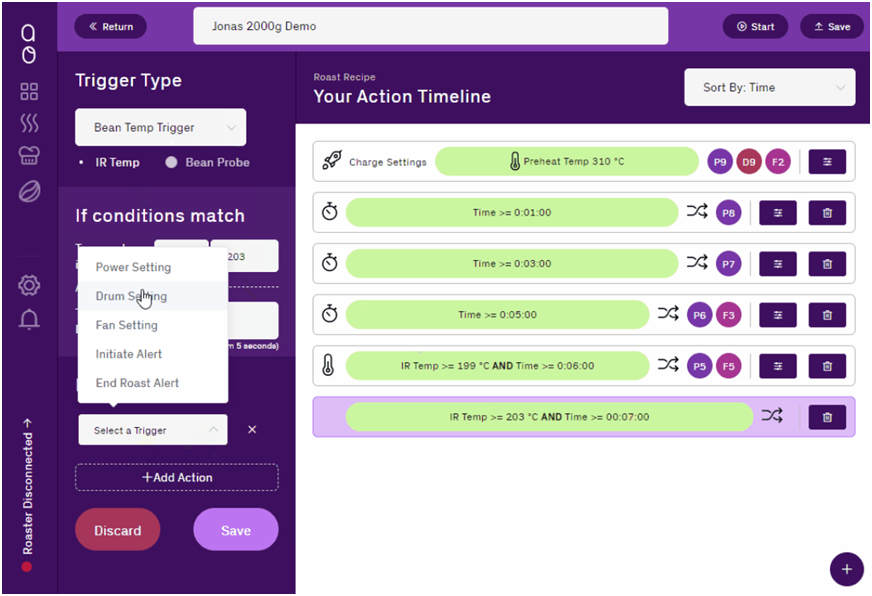 Return
Jonas 2000g Demo
Start
Save
Trigger Type
Bean Temp Trigger
IR Temp
Bean Probe
If conditions match
203
m 5 seconds)
Power Setting
Drum Setting
Fan Setting
Initiate Alert
End Roast Alert
Select a Trigger
+Add Action
Discard
Save
Roaster Disconnected
Roast Recipe
Your Action Timeline
Sort By: Time
Charge Settings
Preheat Temp 310 °C
P9 D9 F2
Time >= 0:01:00
P8
Time >= 0:03:00
P7
Time >= 0:05:00
P6 F3
IR Temp >= 199 °C AND Time >= 0:06:00
P5 F5
IR Temp >= 203 °C AND Time >= 00:07:00